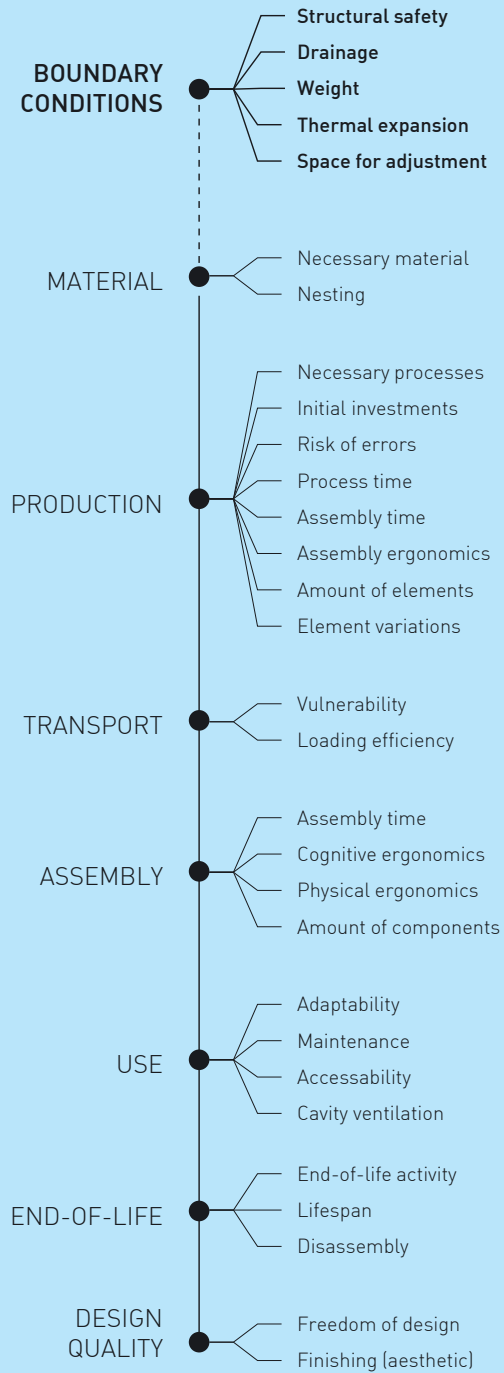 BOUNDARY
CONDITIONS
Structural safety
Drainage
Weight
Thermal expansion
Space for adjustment
MATERIAL
Necessary material
Nesting
PRODUCTION
Necessary processes
Initial investments
Risk of errors
Process time
Assembly time
Assembly ergonomics
Amount of elements
Element variations
TRANSPORT
Vulnerability
Loading efficiency
ASSEMBLY
Assembly time
Cognitive ergonomics
Physical ergonomics
Amount of components
USE
Adaptability
Maintenance
Accessability
Cavity ventilation
END-OF-LIFE
End-of-life activity
Lifespan
Disassembly
DESIGN
QUALITY
Freedom of design
Finishing (aesthetic)